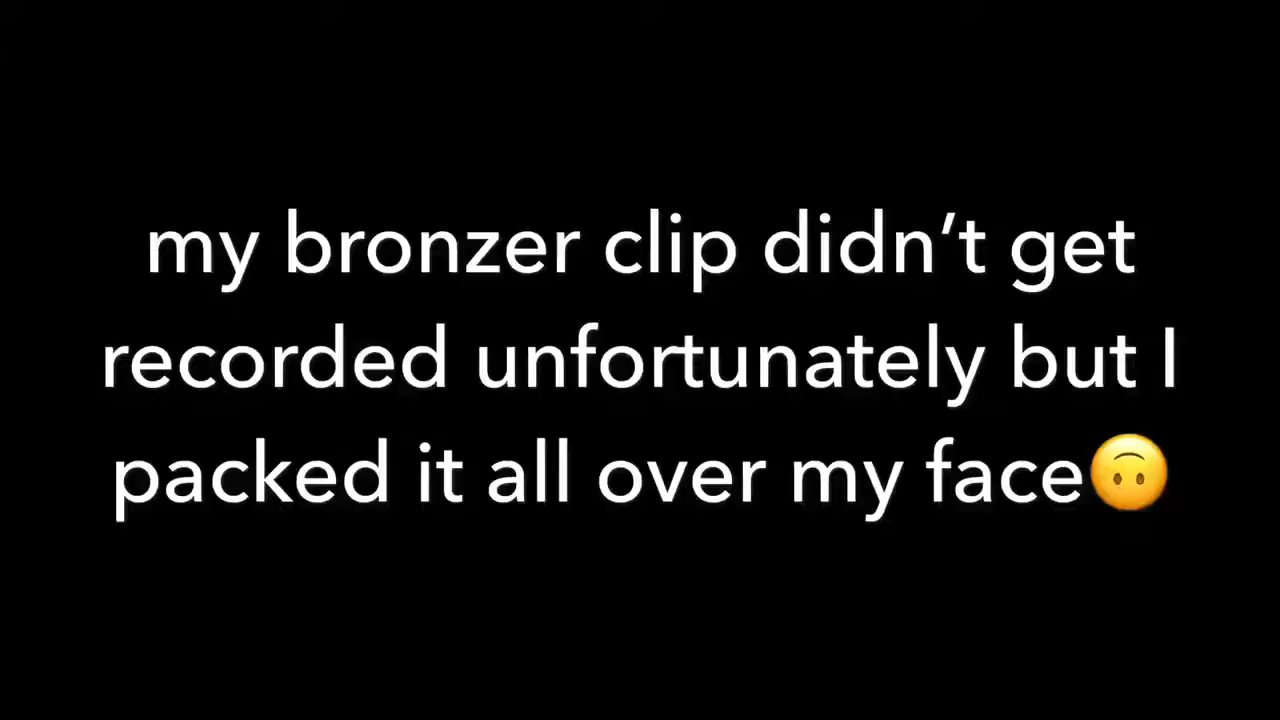 my bronzer clip didn’t get
recorded unfortunately but I
packed it all over my face🙃